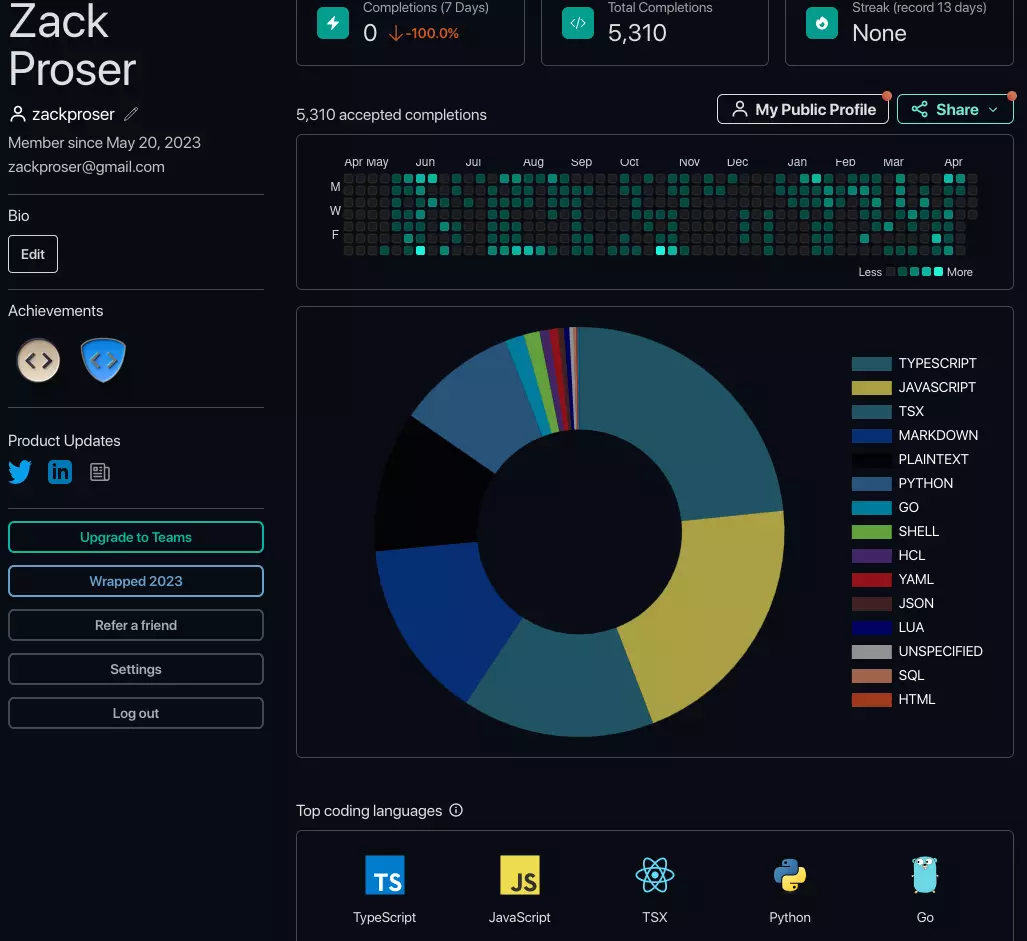 Zack
Proser
zackproser
Member since May 20, 2023
zackproser@gmail.com
Bio
Edit
Achievements
Product Updates
Upgrade to Teams
Wrapped 2023
Refer a friend
Settings
Log out
Completions (7 Days)
0 -100.0%
Total Completions
5,310
Streak (record 13 days)
None
5,310 accepted completions
My Public Profile
Share
Apr May Jun Jul Aug Sep Oct Nov Dec Jan Feb Mar Apr
M
W
F
Less More
TYPESCRIPT
JAVASCRIPT
TSX
MARKDOWN
PLAINTEXT
PYTHON
GO
SHELL
HCL
YAML
JSON
LUA
UNSPECIFIED
SQL
HTML
Top coding languages
TS JS
TypeScript JavaScript TSX Python Go